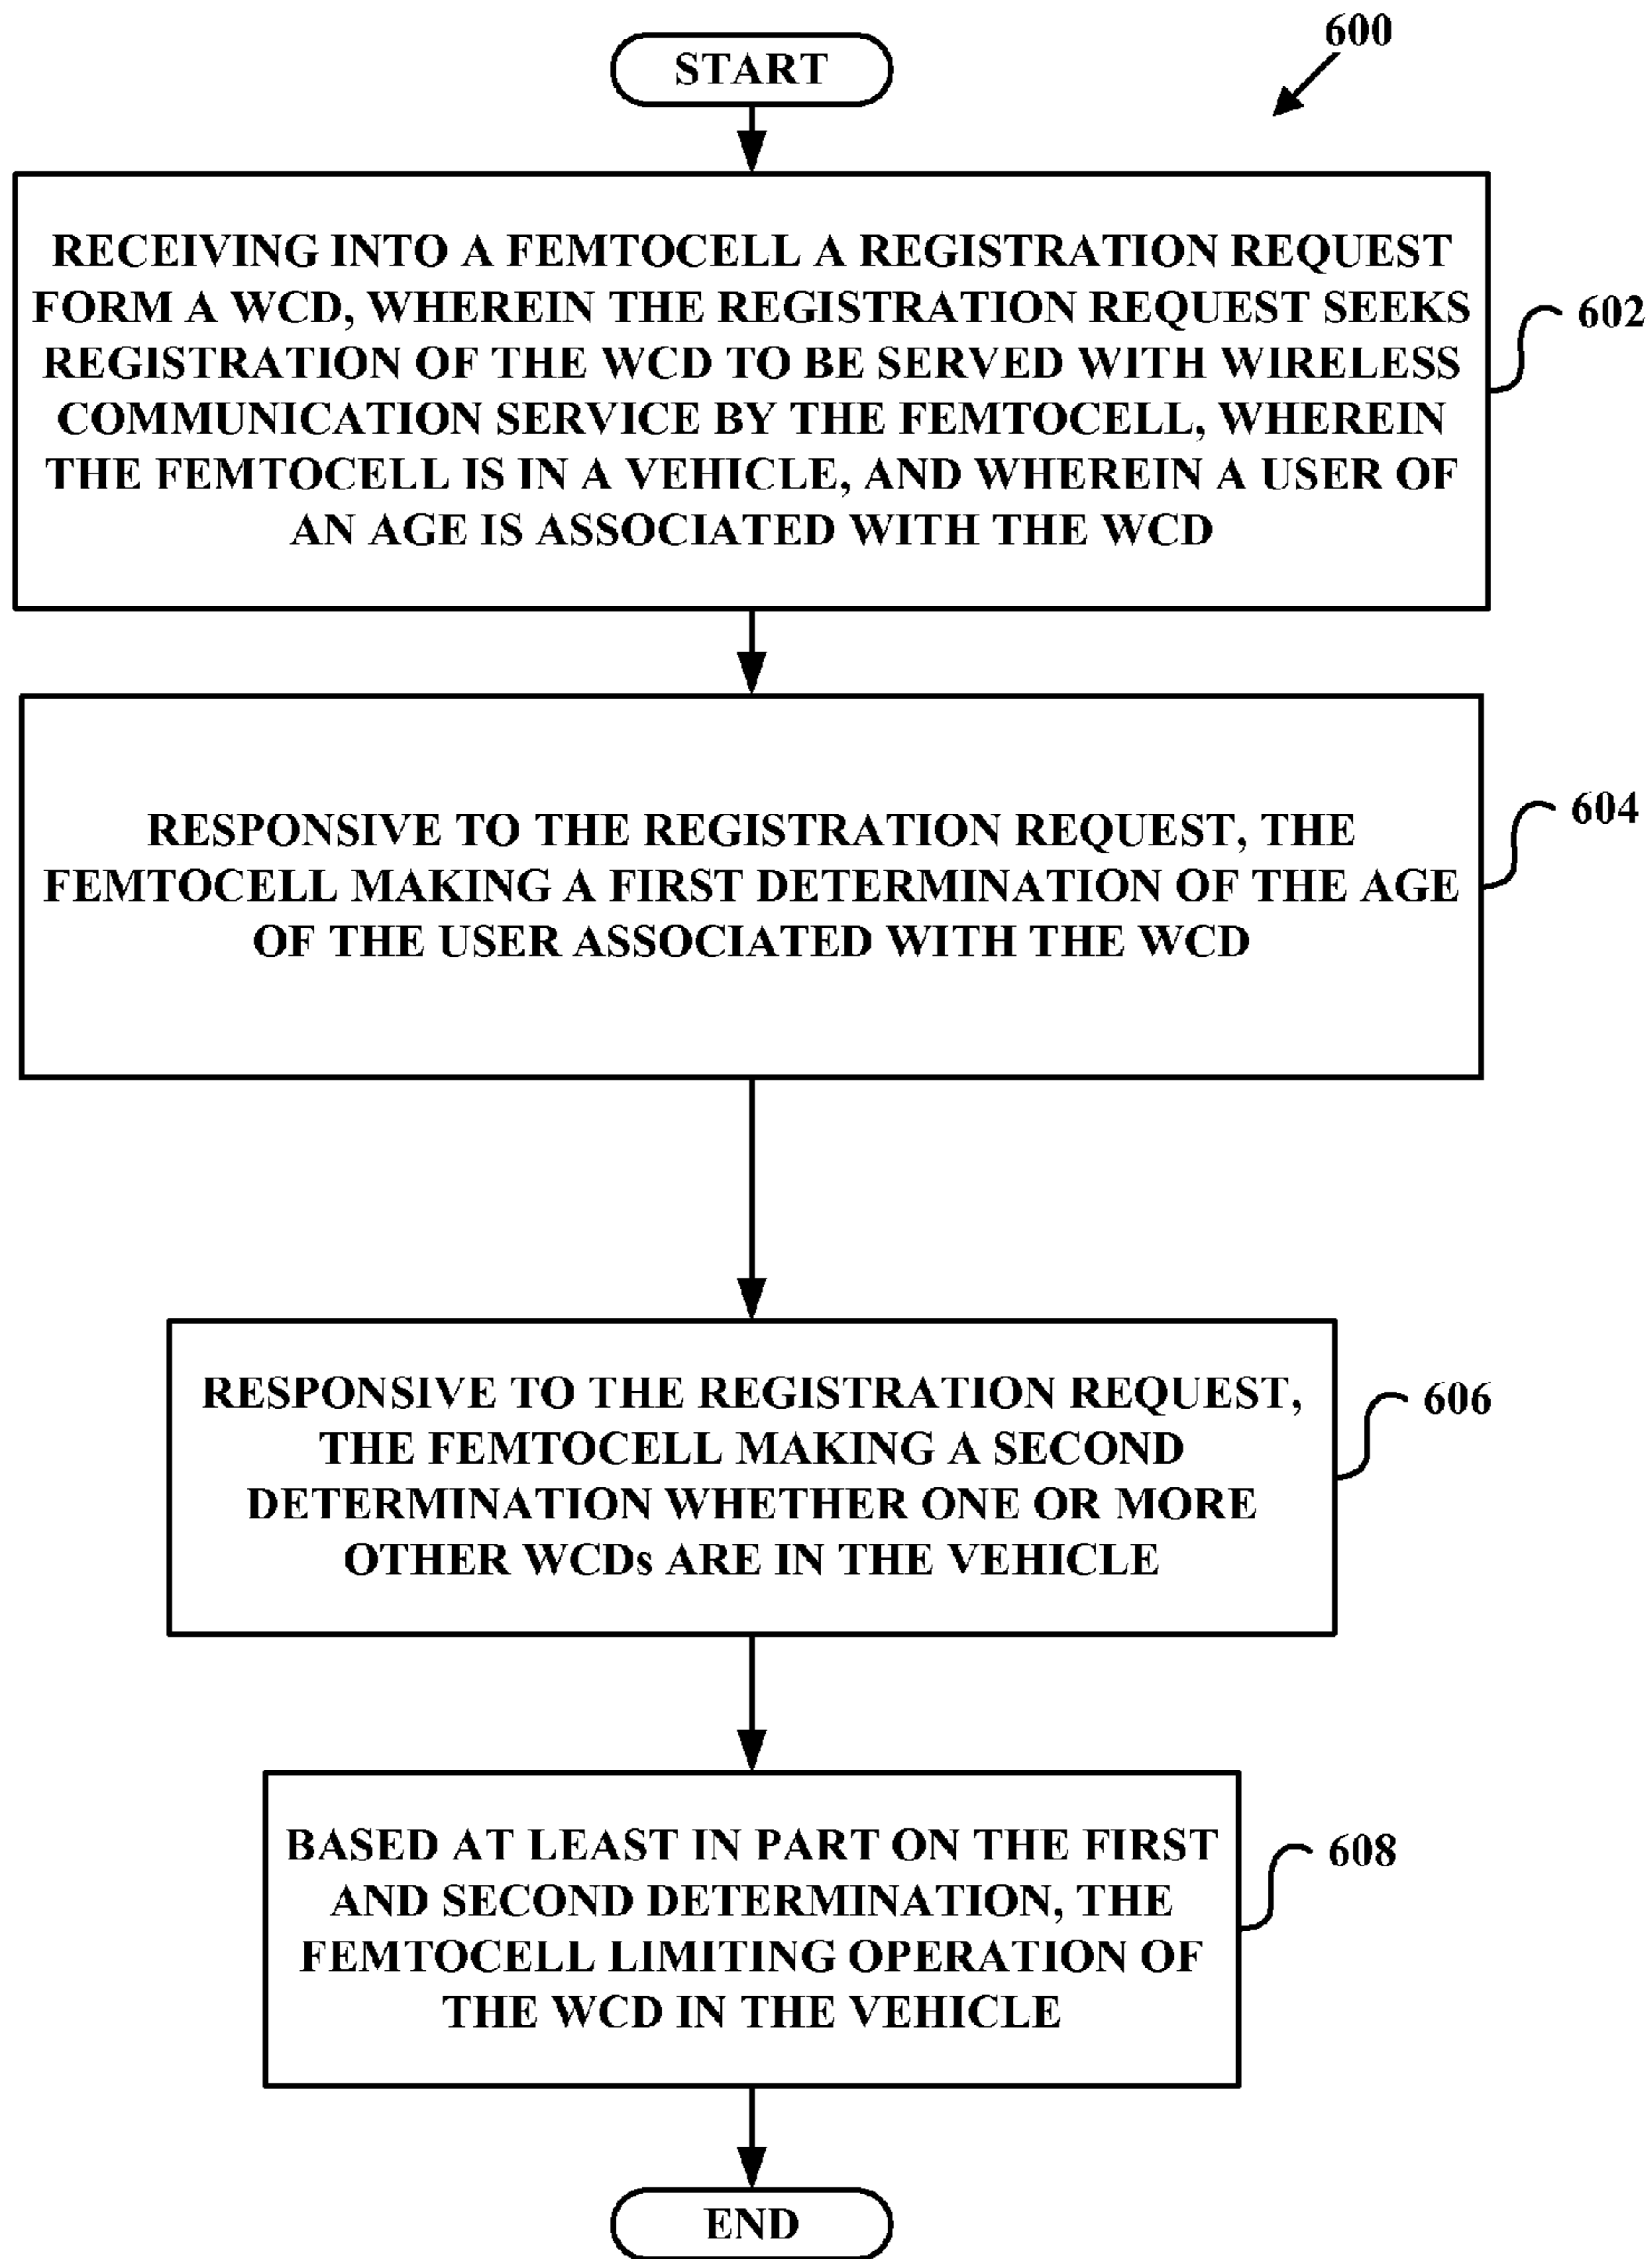 600
START
RECEIVING INTO A FEMTOCELL A REGISTRATION REQUEST
FORM A WCD, WHEREIN THE REGISTRATION REQUEST SEEKS
REGISTRATION OF THE WCD TO BE SERVED WITH WIRELESS
COMMUNICATION SERVICE BY THE FEMTOCELL, WHEREIN
THE FEMTOCELL IS IN A VEHICLE, AND WHEREIN A USER OF
AN AGE IS ASSOCIATED WITH THE WCD
602
RESPONSIVE TO THE REGISTRATION REQUEST, THE
FEMTOCELL MAKING A FIRST DETERMINATION OF THE AGE
OF THE USER ASSOCIATED WITH THE WCD
604
RESPONSIVE TO THE REGISTRATION REQUEST,
THE FEMTOCELL MAKING A SECOND
DETERMINATION WHETHER ONE OR MORE
OTHER WCDs ARE IN THE VEHICLE
606
BASED AT LEAST IN PART ON THE FIRST
AND SECOND DETERMINATION, THE
FEMTOCELL LIMITING OPERATION OF
THE WCD IN THE VEHICLE
608
END